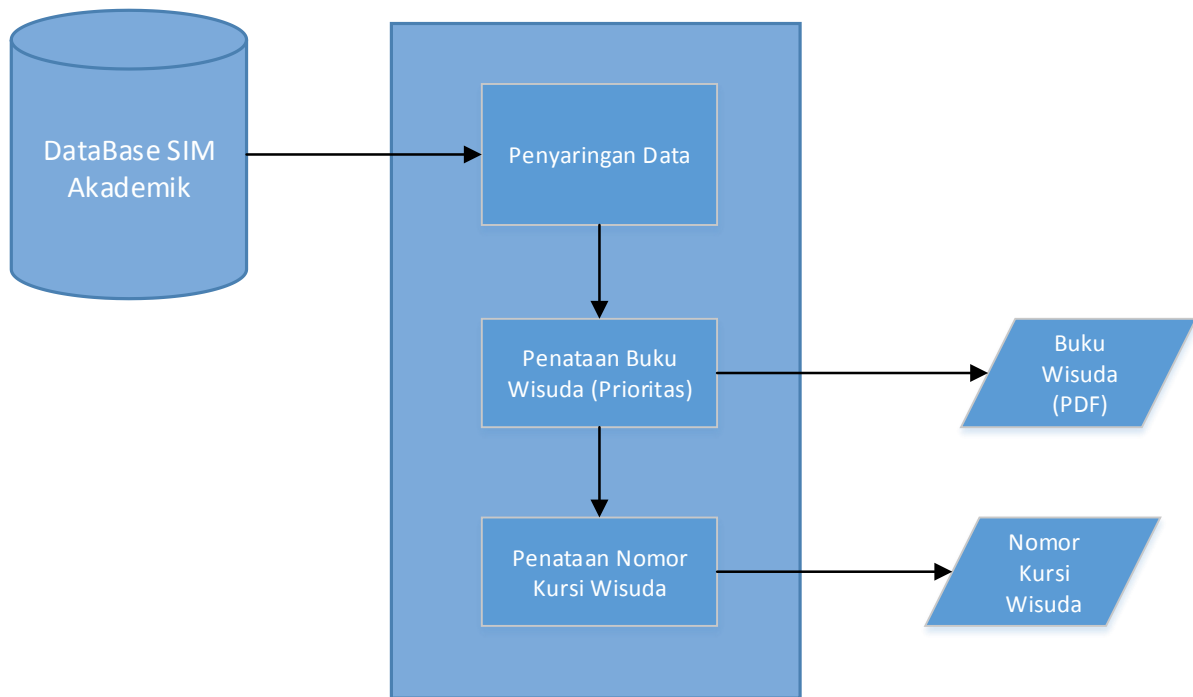 DataBase SIM
Akademik
Penyaringan Data
Penataan Buku
Wisuda (Prioritas)
Buku
Wisuda
(PDF)
Penataan Nomor
Kursi Wisuda
Nomor
Kursi
Wisuda